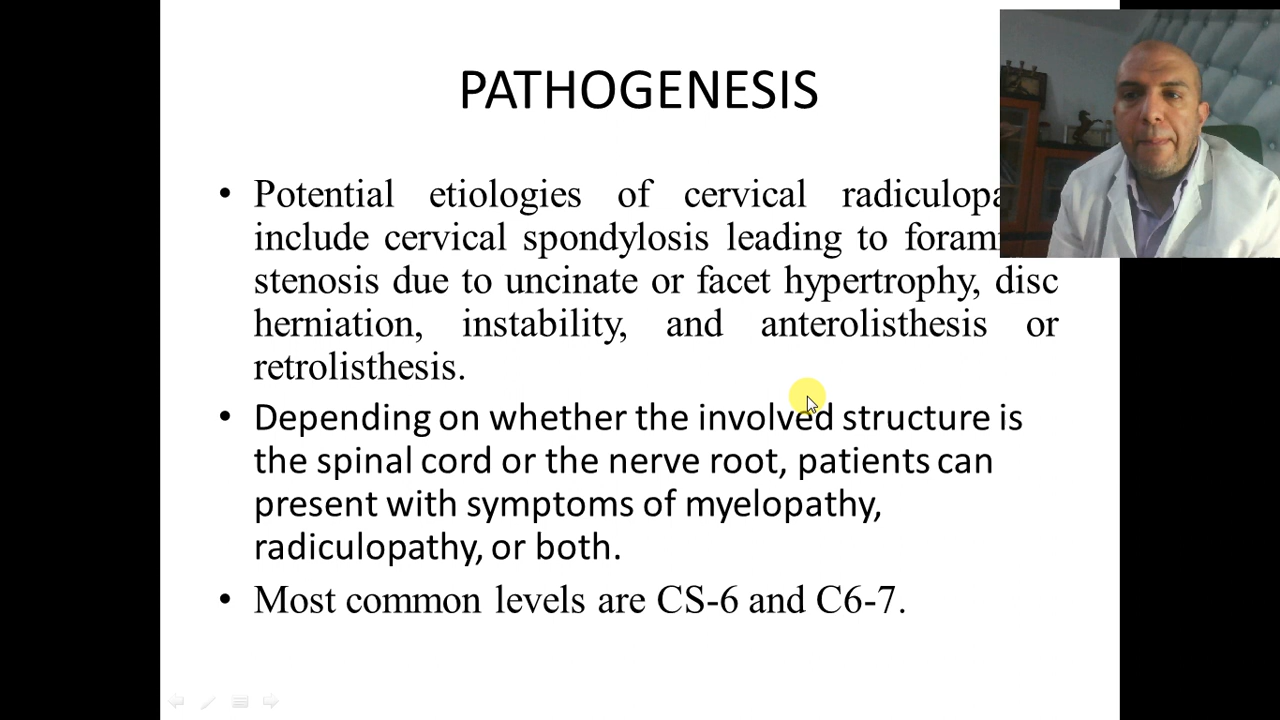 PATHOGENESIS
• Potential etiologies of cervical radiculopa
include cervical spondylosis leading to foram
stenosis due to uncinate or facet hypertrophy, disc
herniation, instability, and anterolisthesis or
retrolisthesis.
• Depending on whether the involved structure is
the spinal cord or the nerve root, patients can
present with symptoms of myelopathy,
radiculopathy, or both.
• Most common levels are CS-6 and C6-7.